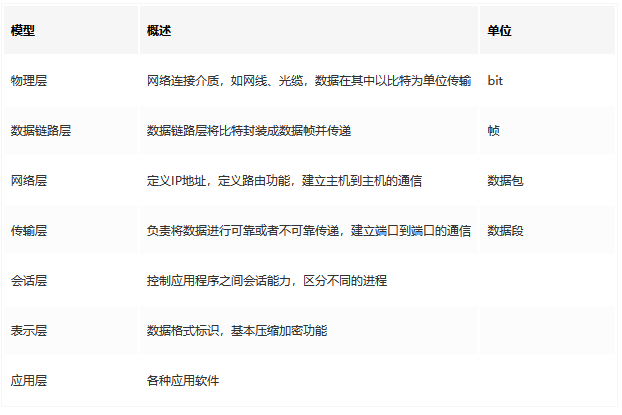 模型 概述 单位
物理层 网络连接介质，如网线、光缆，数据在其中以比特为单位传输 bit
数据链路层 数据链路层将比特封装成数据帧并传递 帧
网络层 定义IP地址，定义路由功能，建立主机到主机的通信 数据包
传输层 负责将数据进行可靠或者不可靠传递，建立端口到端口的通信 数据段
会话层 控制应用程序之间会话能力，区分不同的进程
表示层 数据格式标识，基本压缩加密功能
应用层 各种应用软件